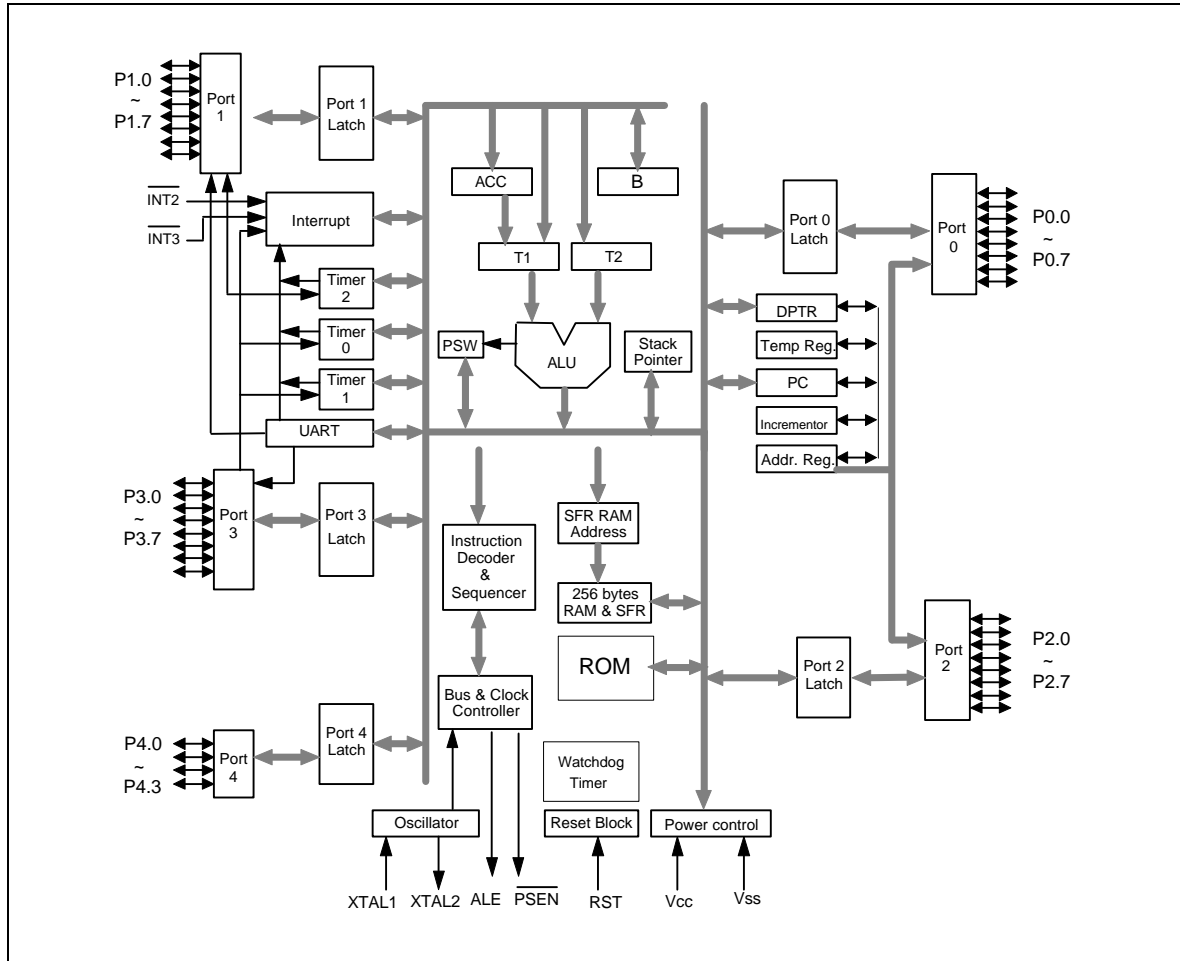 P1.0
~
P1.7
Port
1
Port 1
Latch
INT2
INT3
Interrupt
Timer
2
Timer
0
Timer
1
UART
P3.0
~
P3.7
Port
3
Port 3
Latch
P4.0
~
P4.3
Port
4
Port 4
Latch
ACC
B
T1
T2
PSW
ALU
Stack
Pointer
Instruction
Decoder
&
Sequencer
SFR RAM
Address
256 bytes
RAM & SFR
ROM
Bus & Clock
Controller
Watchdog
Timer
Oscillator
Reset Block
Power control
XTAL1
XTAL2
ALE
PSEN
RST
Vcc
Vss
Port 0
Latch
Port
0
P0.0
~
P0.7
DPTR
Temp Reg.
PC
Incrementor
Addr. Reg.
Port 2
Latch
Port
2
P2.0
~
P2.7